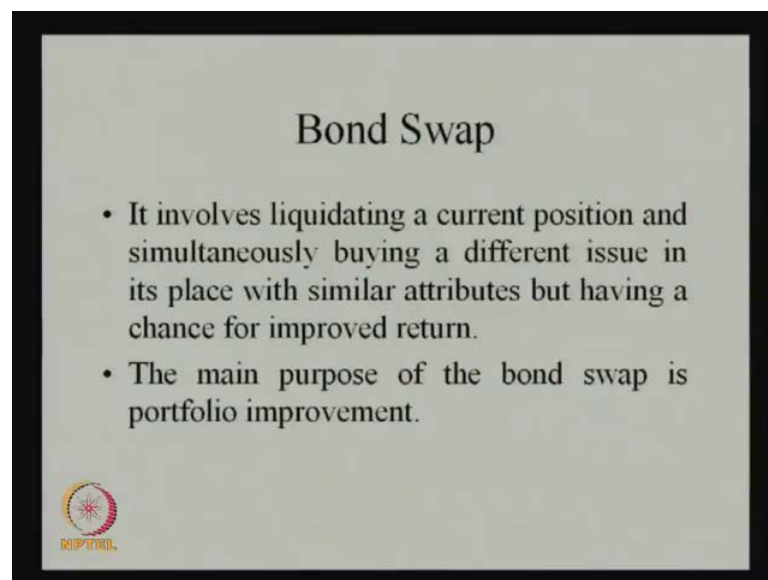 Bond Swap
• It involves liquidating a current position and
simultaneously buying a different issue in
its place with similar attributes but having a
chance for improved return.
• The main purpose of the bond swap is
portfolio improvement.
NPTEL